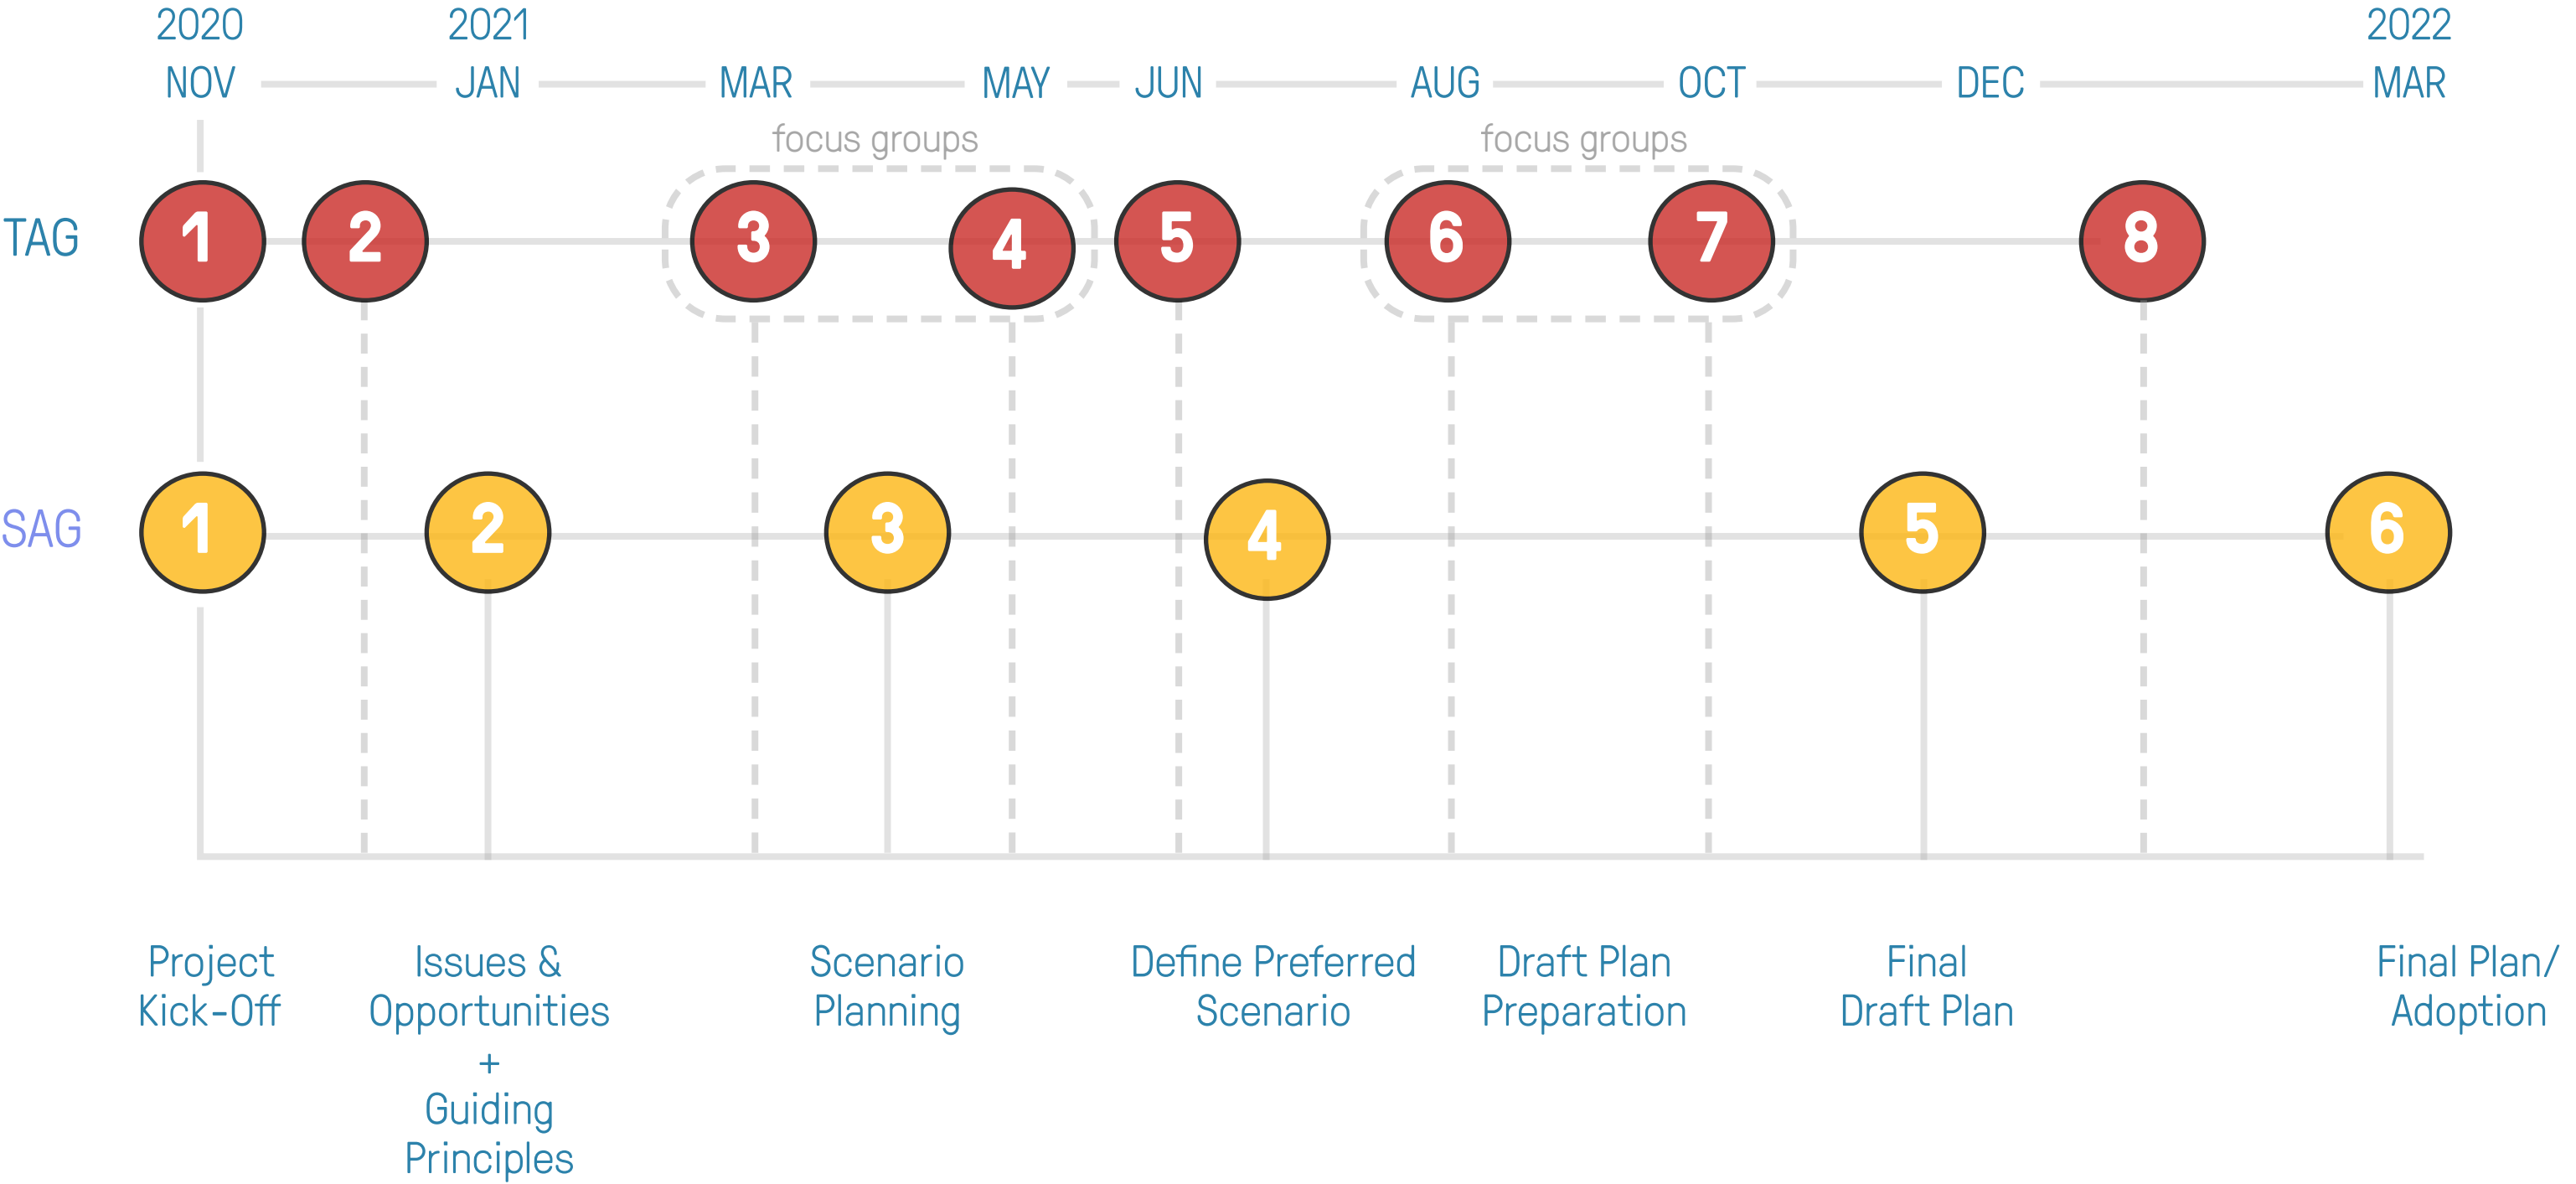 2020 2021 2022
NOV JAN MAR MAY JUN AUG OCT DEC MAR
focus groups focus groups
TAG 1 2 3 4 5 6 7 8
SAG 1 2 3 4 5 6
Project Issues & Scenario Define Preferred Draft Plan Final Final Plan/
Kick-Off Opportunities Planning Scenario Preparation Draft Plan Adoption
+
Guiding
Principles